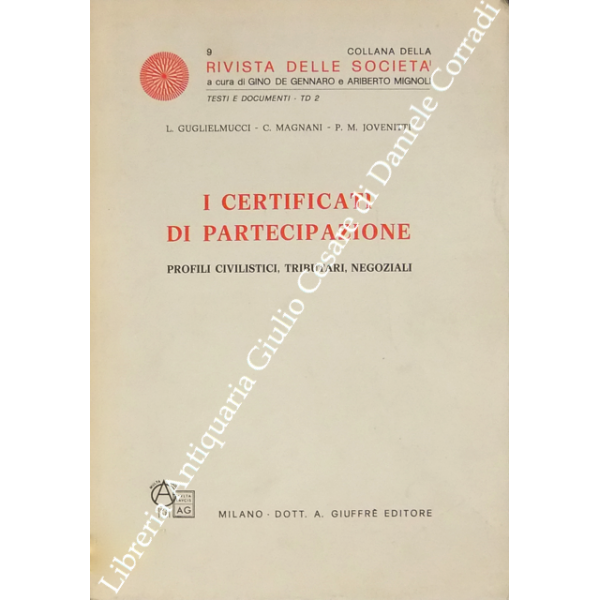 9 COLLANA DELLA
RIVISTA DELLE SOCIETA'
a cura di GINO DE GENNARO e ARIBERTO MIGNOLI
TESTI E DOCUMENTI - TD 2
L. GUGLIELMUCCI - C. MAGNANI - P. M. JOVENITTI
I CERTIFICATI
DI PARTECIPAZIONE
PROFILI CIVILISTICI, TRIBUTARI, NEGOZIALI
AG
MILANO - DOTT. A. GIUFFRÈ EDITORE
Libreria Antiquaria Giulio Cesare di Daniele Corradi